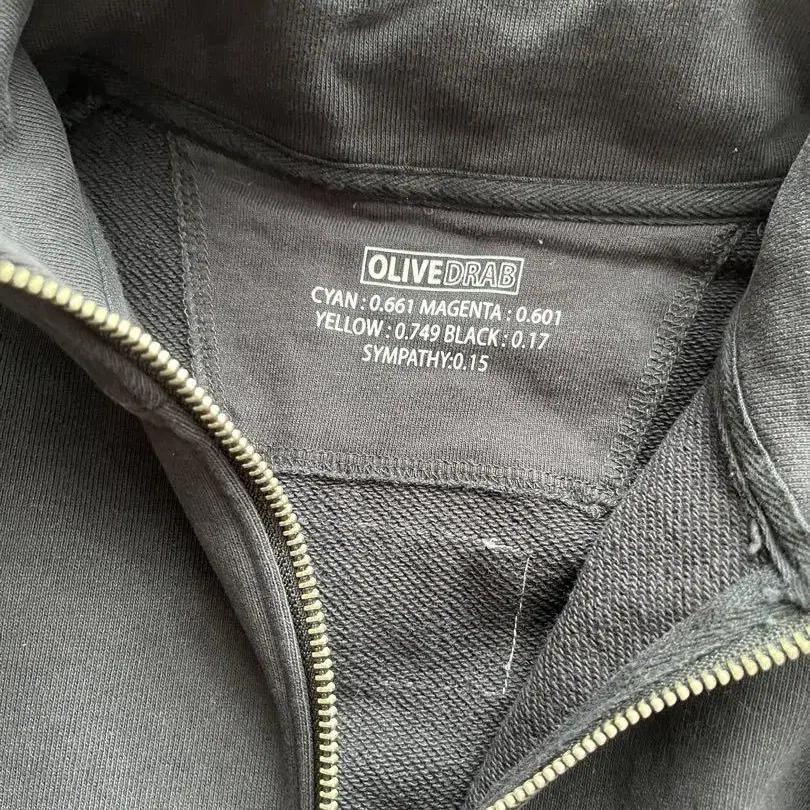 OLIVEDRAB
CYAN : 0.661 MAGENTA : 0.601
YELLOW : 0.749 BLACK : 0.17
SYMPATHY:0.15